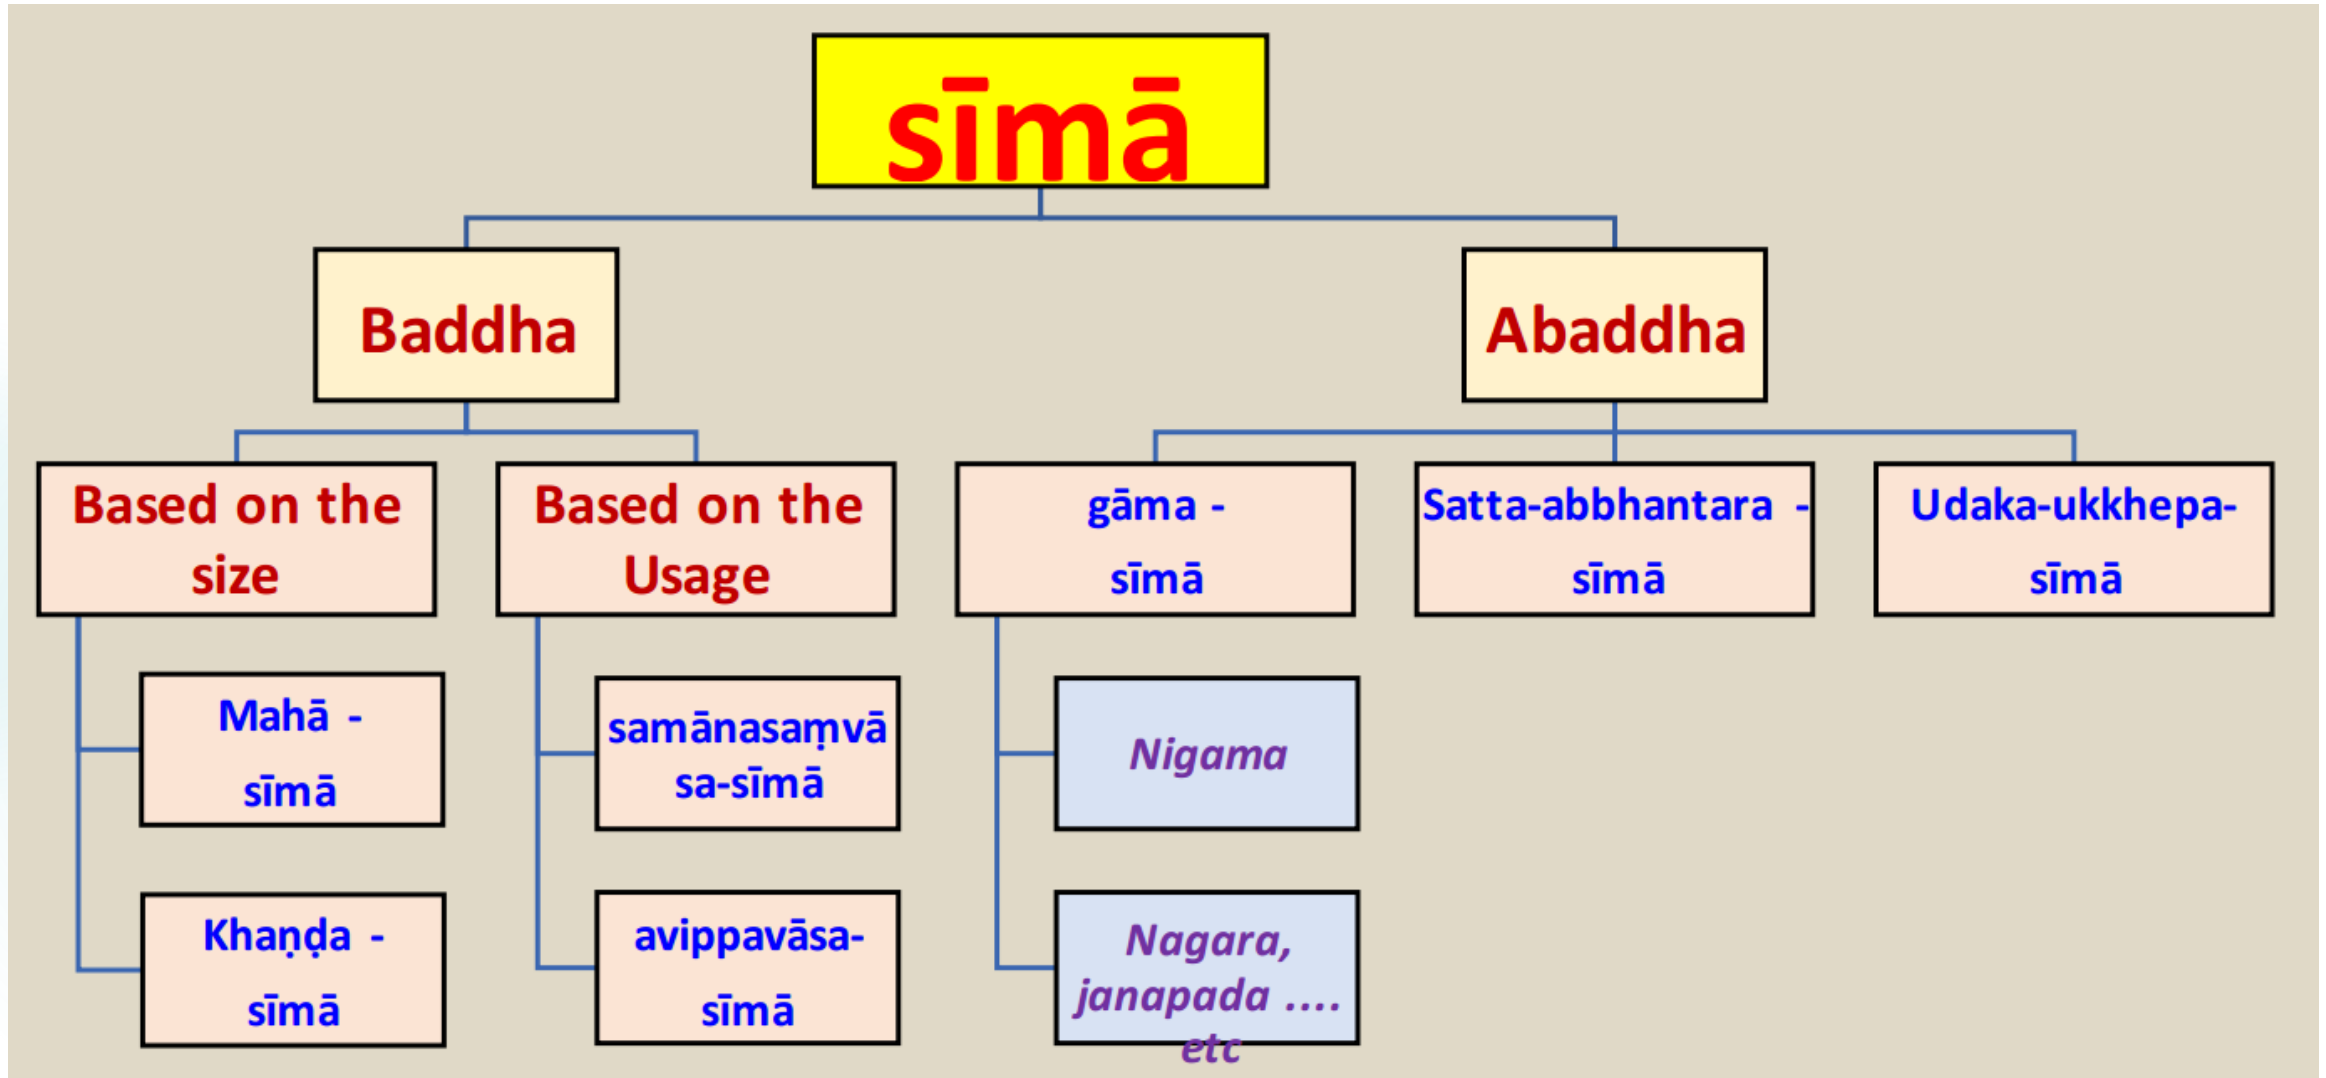 sīmā
Baddha
Abaddha
Based on the
size
Based on the
Usage
gāma -
sīmā
Satta-abbhantara -
sīmā
Udaka-ukkhepa-
sīmā
Mahā -
sīmā
samānasaṃvā
sa-sīmā
Nigama
Khaṇḍa -
sīmā
avippavāsa-
sīmā
Nagara,
janapada ....
etc